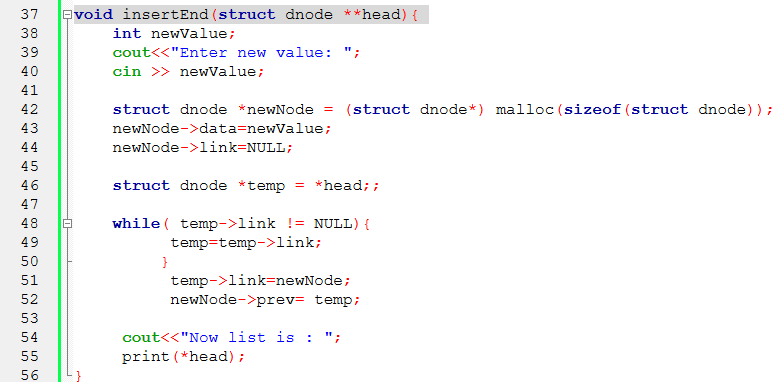 37 void insertEnd(struct dnode **head){
38 int newValue;
39 cout<<"Enter new value: ";
40 cin >> newValue;
41
42 struct dnode *newNode = (struct dnode*) malloc(sizeof(struct dnode));
43 newNode->data=newValue;
44 newNode->link=NULL;
45
46 struct dnode *temp = *head;;
47
48 while( temp->link != NULL){
49 temp=temp->link;
50 }
51 temp->link=newNode;
52 newNode->prev= temp;
53
54 cout<<"Now list is : ";
55 print(*head);
56 }